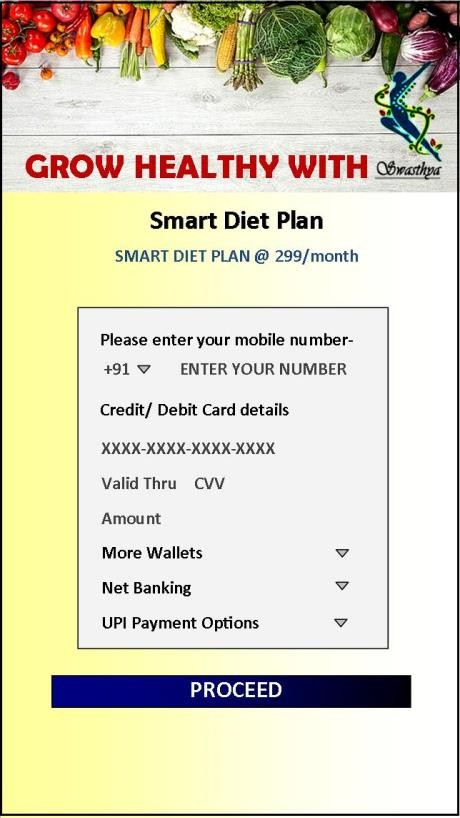 GROW HEALTHY WITH Swasthya
Smart Diet Plan
SMART DIET PLAN @ 299/month
Please enter your mobile number-
+91 ENTER YOUR NUMBER
Credit/ Debit Card details
XXXX-XXXX-XXXX-XXXX
Valid Thru CVV
Amount
More Wallets
Net Banking
UPI Payment Options
PROCEED